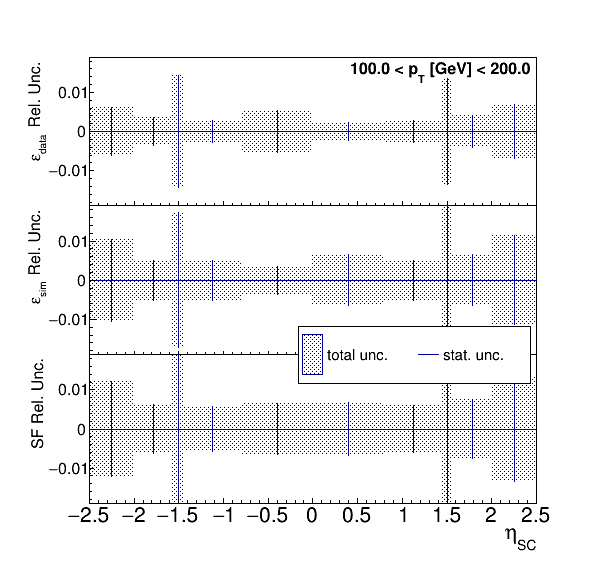 100.0 < p_T [GeV] < 200.0
ε_data Rel. Unc.
0.01
0
−0.01
ε_sim Rel. Unc.
0.01
0
−0.01
total unc.
stat. unc.
SF Rel. Unc.
0.01
0
−0.01
−2.5 −2 −1.5 −1 −0.5 0 0.5 1 1.5 2 2.5
η_SC